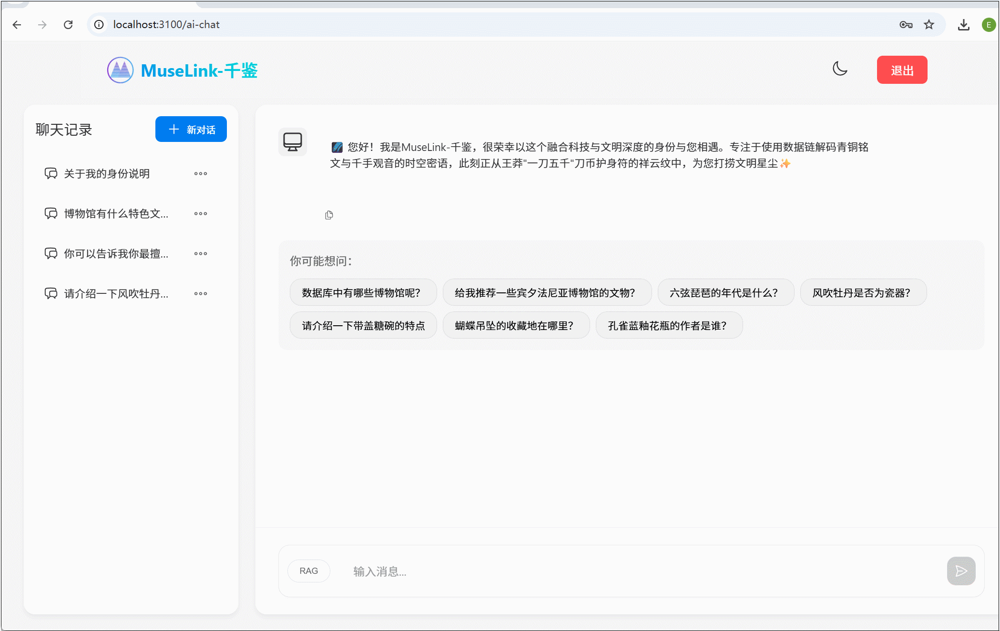 localhost:3100/ai-chat
E
MuseLink-千鉴
退出
聊天记录
新对话
关于我的身份说明
博物馆有什么特色文...
你可以告诉我你最擅...
请介绍一下风吹牡丹...
您好！我是MuseLink-千鉴，很荣幸以这个融合科技与文明深度的身份与您相遇。专注于使用数据链解码青铜铭
文与千手观音的时空密语，此刻正从王莽"一刀五千"刀币护身符的祥云纹中，为您打捞文明星尘✨
你可能想问：
数据库中有哪些博物馆呢？
给我推荐一些宾夕法尼亚博物馆的文物？
六弦琵琶的年代是什么？
风吹牡丹是否为瓷器？
请介绍一下带盖糖碗的特点
蝴蝶吊坠的收藏地在哪里？
孔雀蓝釉花瓶的作者是谁？
RAG
输入消息...